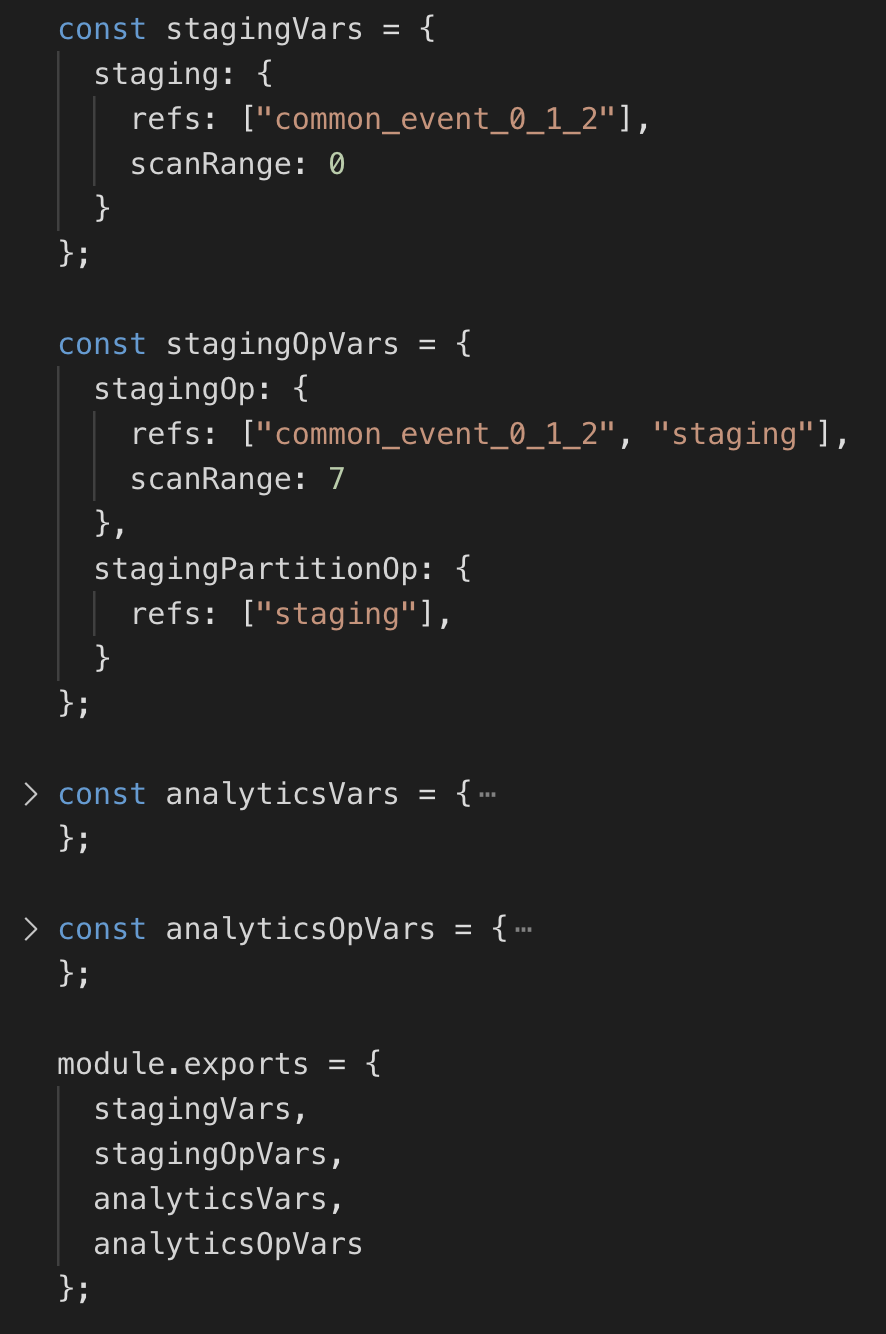 const stagingVars = {
  staging: {
    refs: ["common_event_0_1_2"],
    scanRange: 0
  }
};

const stagingOpVars = {
  stagingOp: {
    refs: ["common_event_0_1_2", "staging"],
    scanRange: 7
  },
  stagingPartitionOp: {
    refs: ["staging"],
  }
};

> const analyticsVars = {⋯
};

> const analyticsOpVars = {⋯
};

module.exports = {
  stagingVars,
  stagingOpVars,
  analyticsVars,
  analyticsOpVars
};